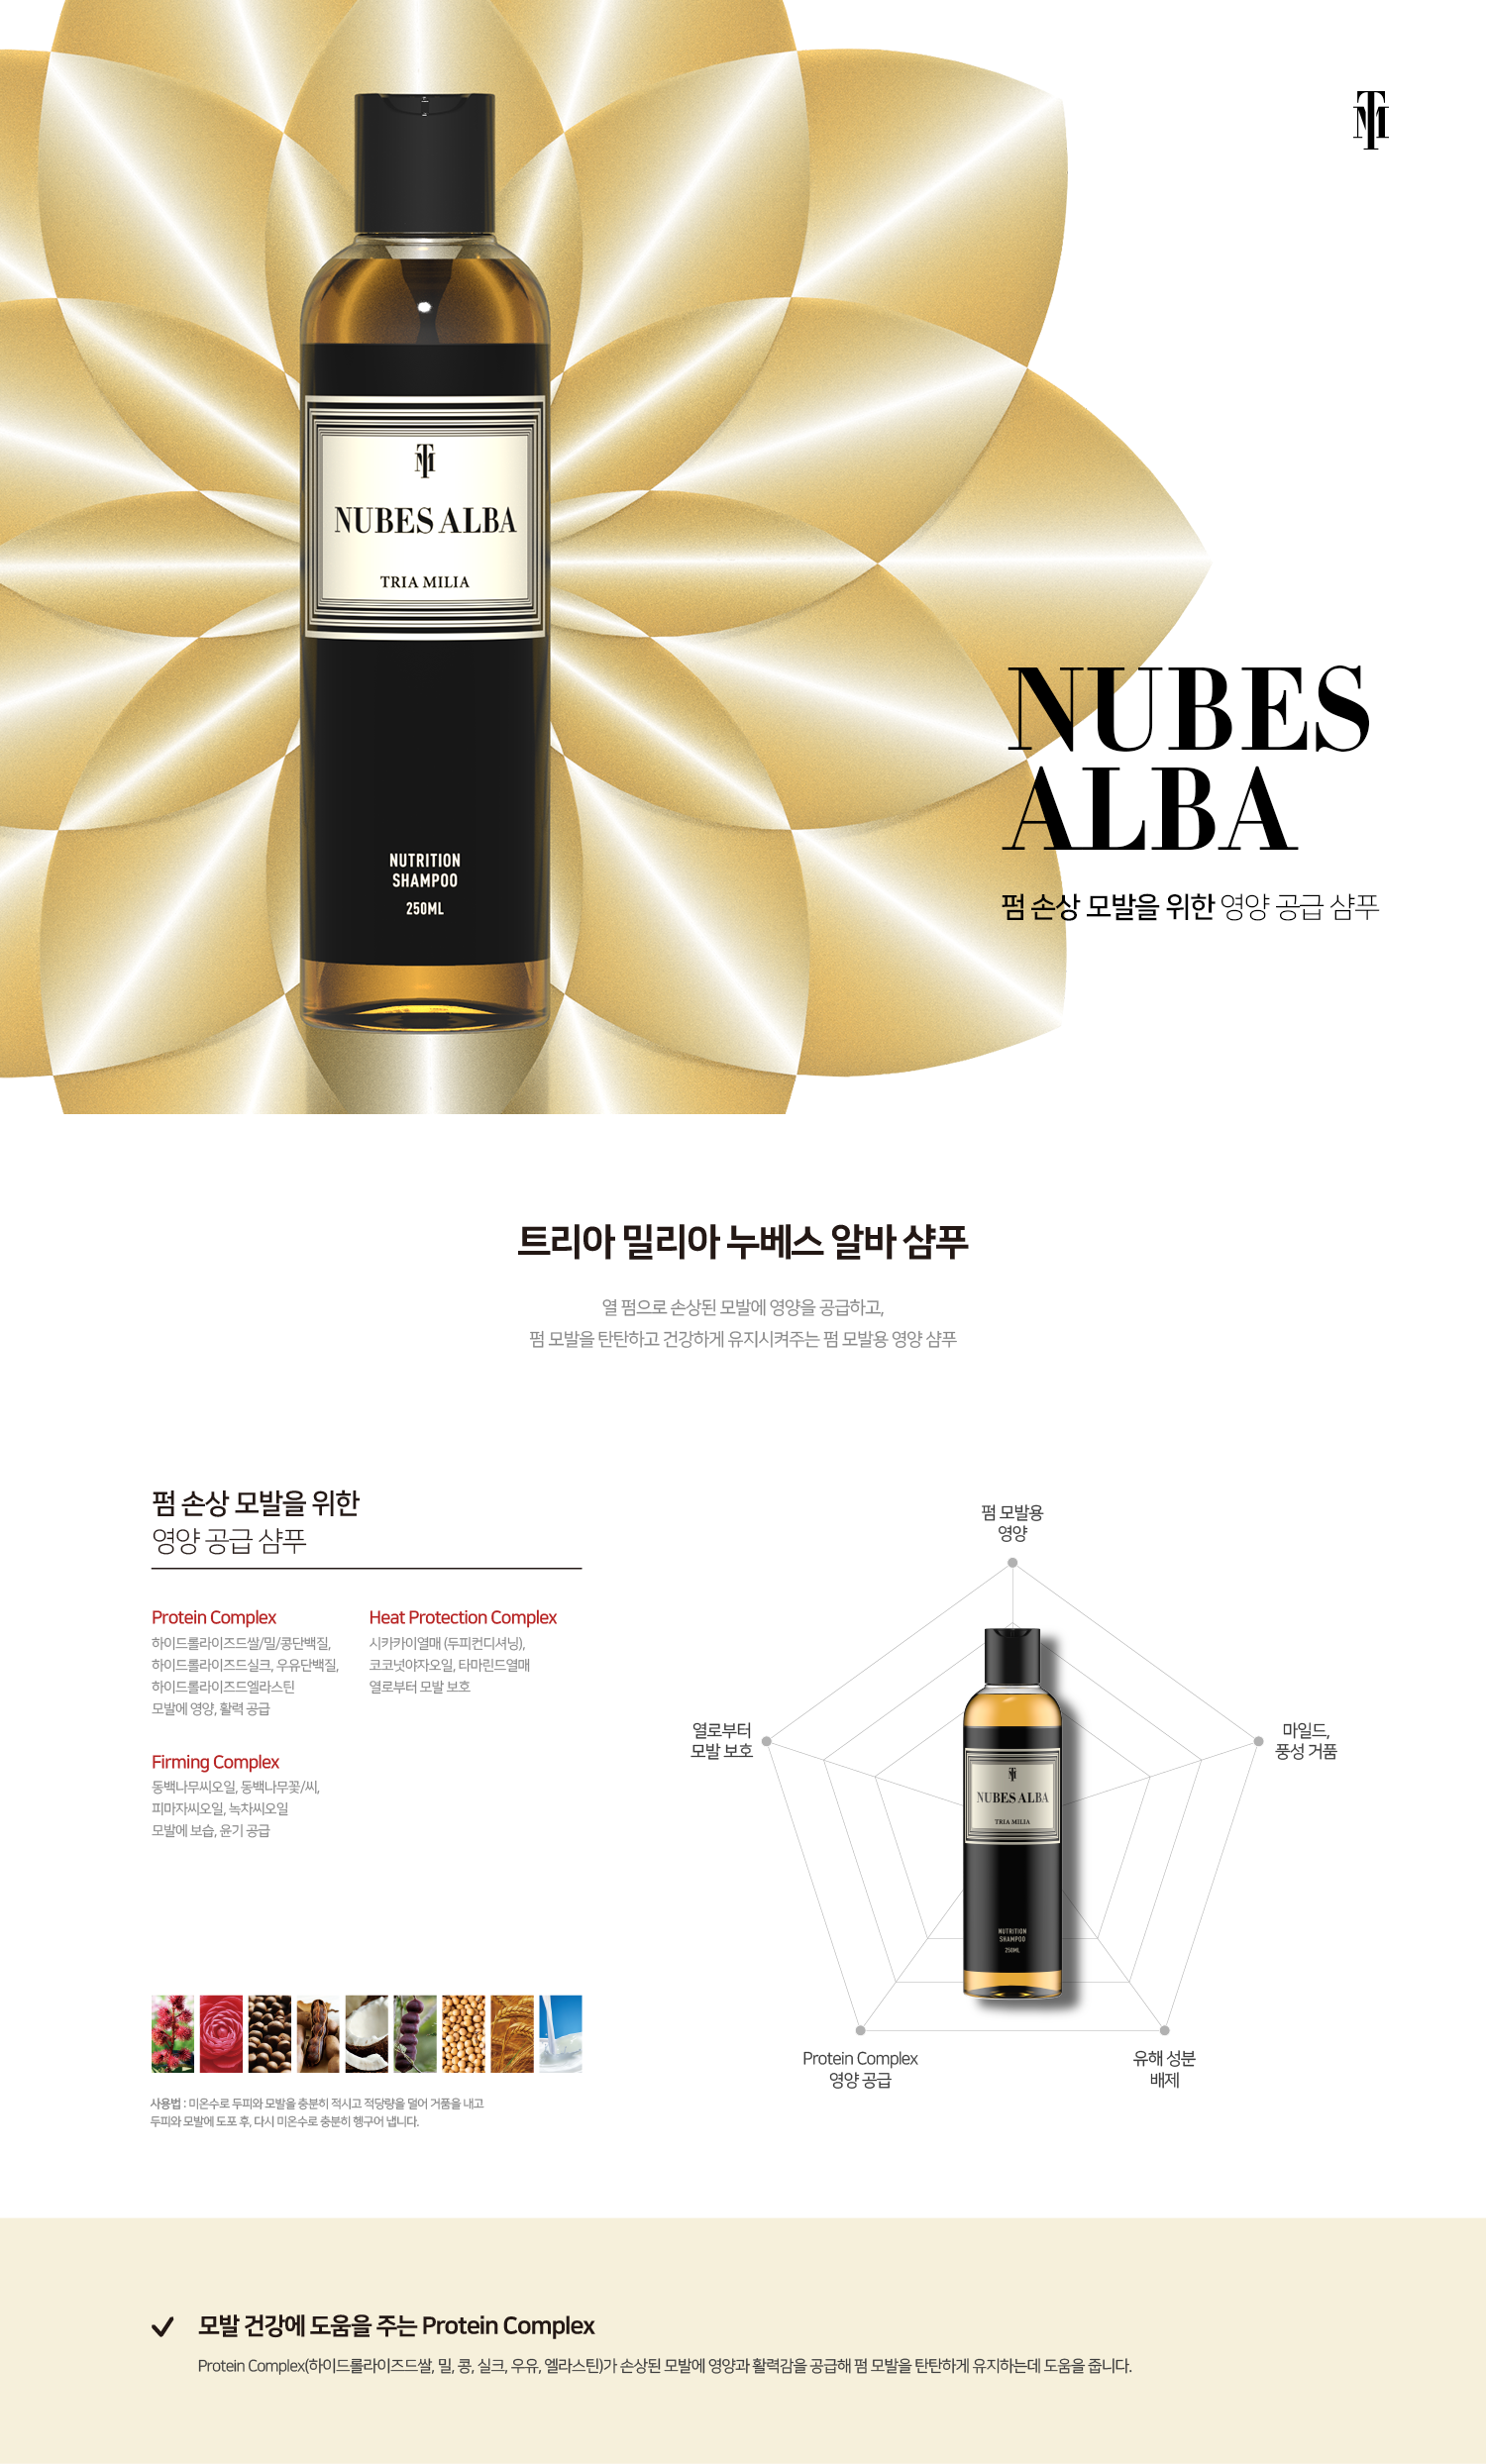 TM
NUBES ALBA
TRIA MILIA
NUTRITION
SHAMPOO
250ML
NUBES
ALBA
펌 손상 모발을 위한 영양 공급 샴푸
트리아 밀리아 누베스 알바 샴푸
열 펌으로 손상된 모발에 영양을 공급하고,
펌 모발을 탄탄하고 건강하게 유지시켜주는 펌 모발용 영양 샴푸
펌 손상 모발을 위한
영양 공급 샴푸
Protein Complex
하이드롤라이즈드쌀/밀/콩단백질,
하이드롤라이즈드실크, 우유단백질,
하이드롤라이즈드엘라스틴
모발에 영양, 활력 공급
Heat Protection Complex
시카카이열매 (두피컨디셔닝),
코코넛야자오일, 타마린드열매
열로부터 모발 보호
Firming Complex
동백나무씨오일, 동백나무꽃/씨,
피마자씨오일, 녹차씨오일
모발에 보습, 윤기 공급
사용법 : 미온수로 두피와 모발을 충분히 적시고 적당량을 덜어 거품을 내고
두피와 모발에 도포 후, 다시 미온수로 충분히 헹구어 냅니다.
펌 모발용
영양
열로부터
모발 보호
마일드,
풍성 거품
NUBES ALBA
TRIA MILIA
NUTRITION
SHAMPOO
250ML
Protein Complex
영양 공급
유해 성분
배제
모발 건강에 도움을 주는 Protein Complex
Protein Complex(하이드롤라이즈드쌀, 밀, 콩, 실크, 우유, 엘라스틴)가 손상된 모발에 영양과 활력감을 공급해 펌 모발을 탄탄하게 유지하는데 도움을 줍니다.